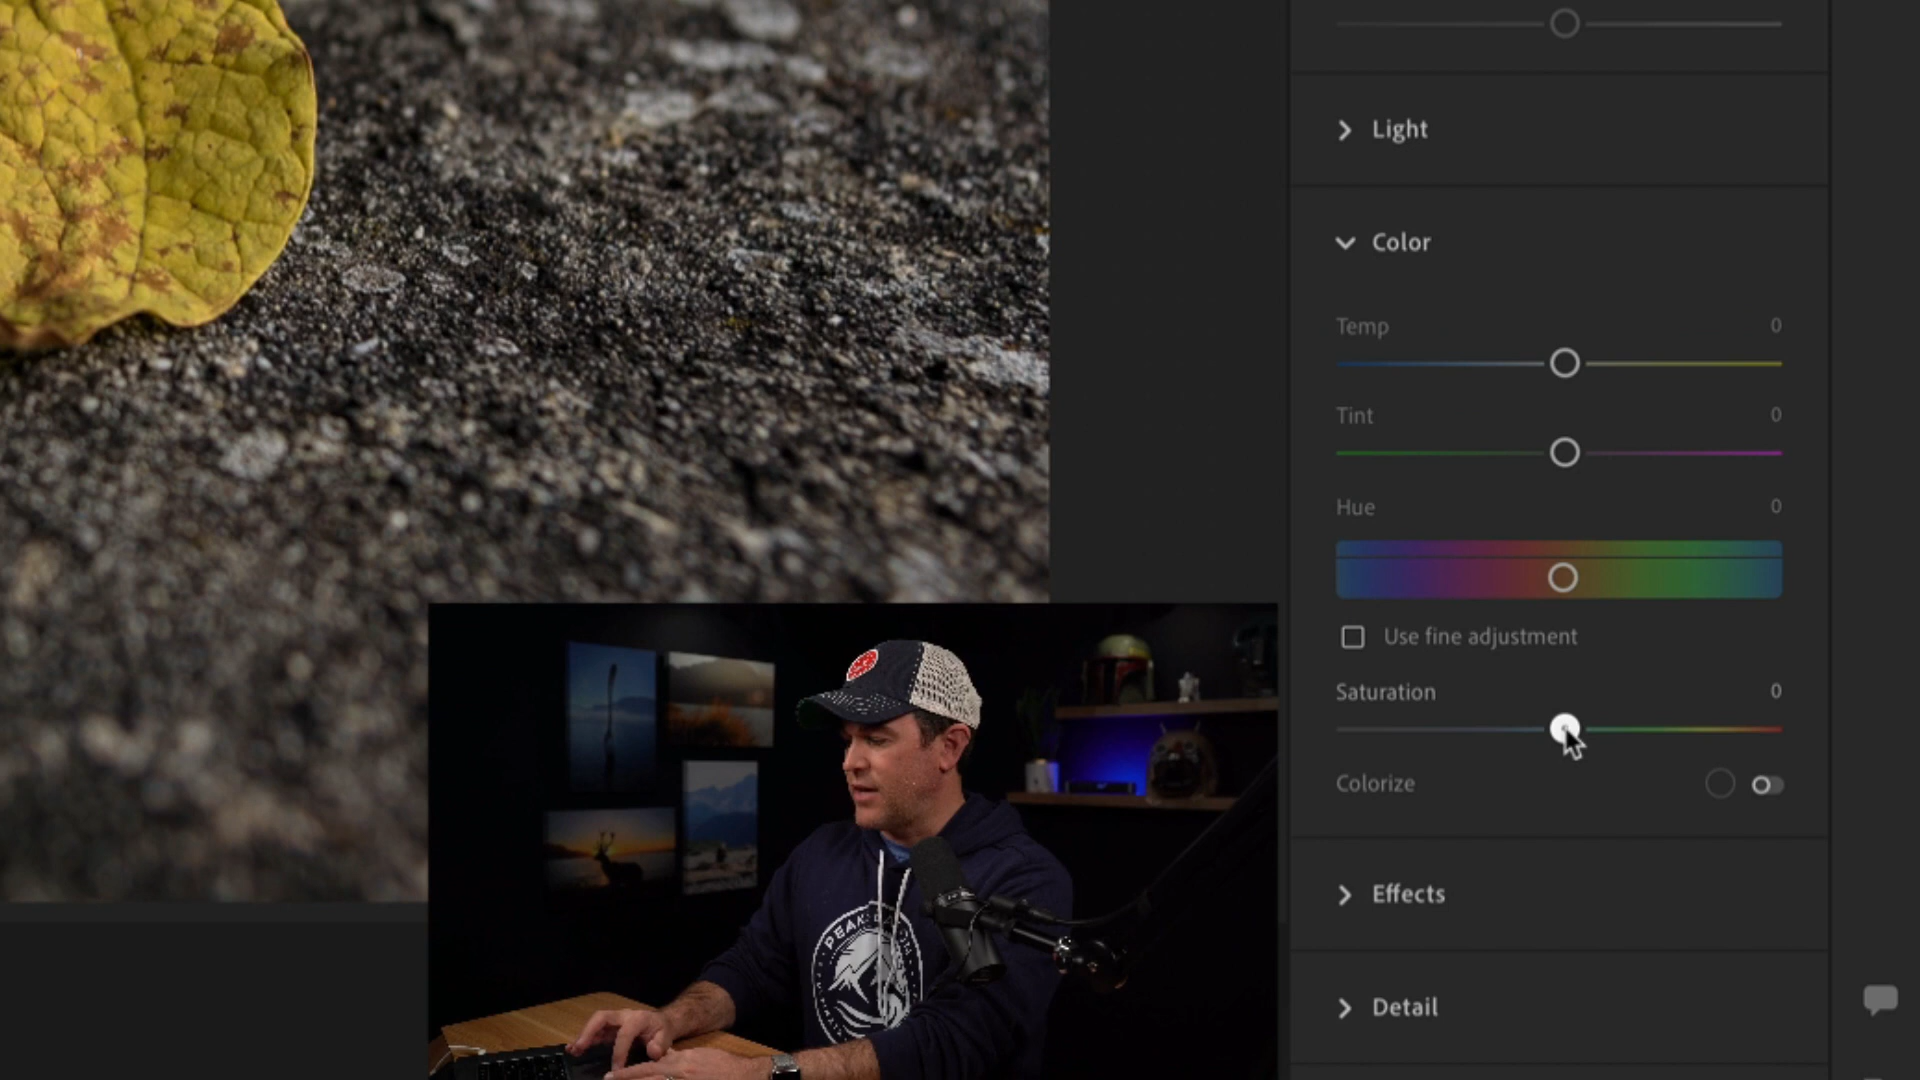 Light
Color
Temp 0
Tint 0
Hue 0
Use fine adjustment
Saturation 0
Colorize
Effects
Detail